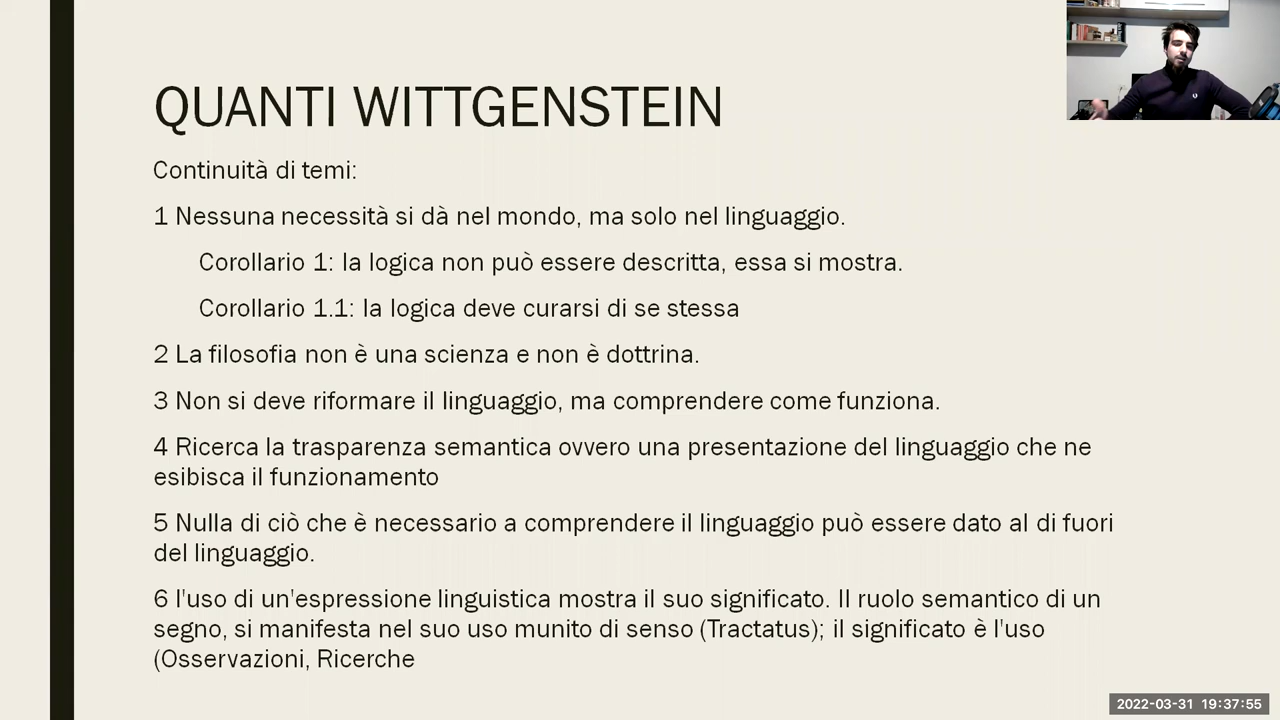 QUANTI WITTGENSTEIN
Continuità di temi:
1 Nessuna necessità si dà nel mondo, ma solo nel linguaggio.
Corollario 1: la logica non può essere descritta, essa si mostra.
Corollario 1.1: la logica deve curarsi di se stessa
2 La filosofia non è una scienza e non è dottrina.
3 Non si deve riformare il linguaggio, ma comprendere come funziona.
4 Ricerca la trasparenza semantica ovvero una presentazione del linguaggio che ne
esibisca il funzionamento
5 Nulla di ciò che è necessario a comprendere il linguaggio può essere dato al di fuori
del linguaggio.
6 l'uso di un'espressione linguistica mostra il suo significato. Il ruolo semantico di un
segno, si manifesta nel suo uso munito di senso (Tractatus); il significato è l'uso
(Osservazioni, Ricerche
2022-03-31 19:37:55